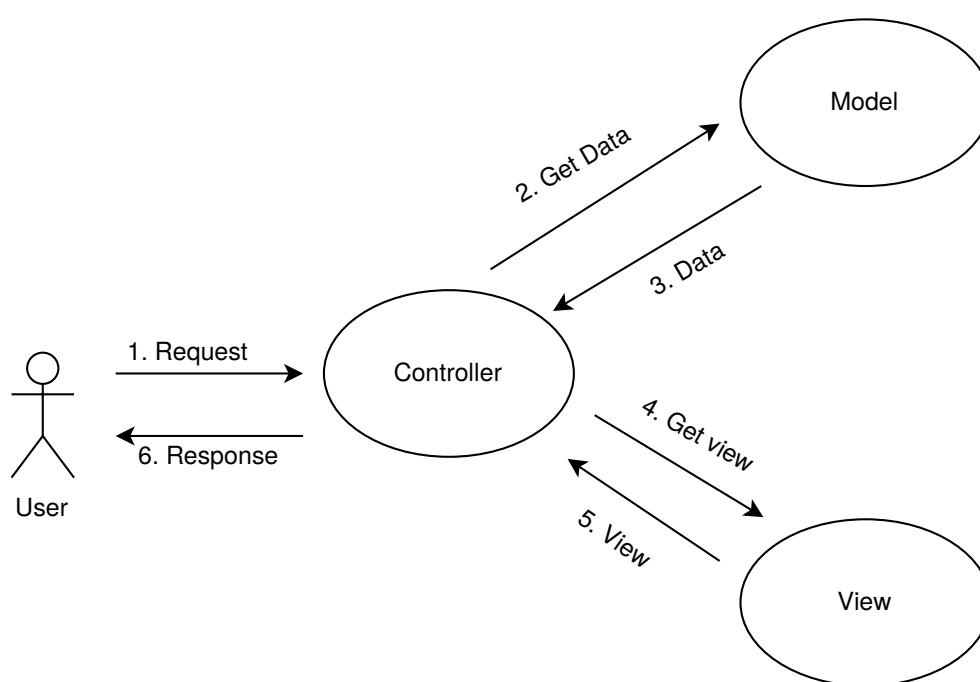 Model
2. Get Data
3. Data
1. Request
Controller
6. Response
User
4. Get view
5. View
View